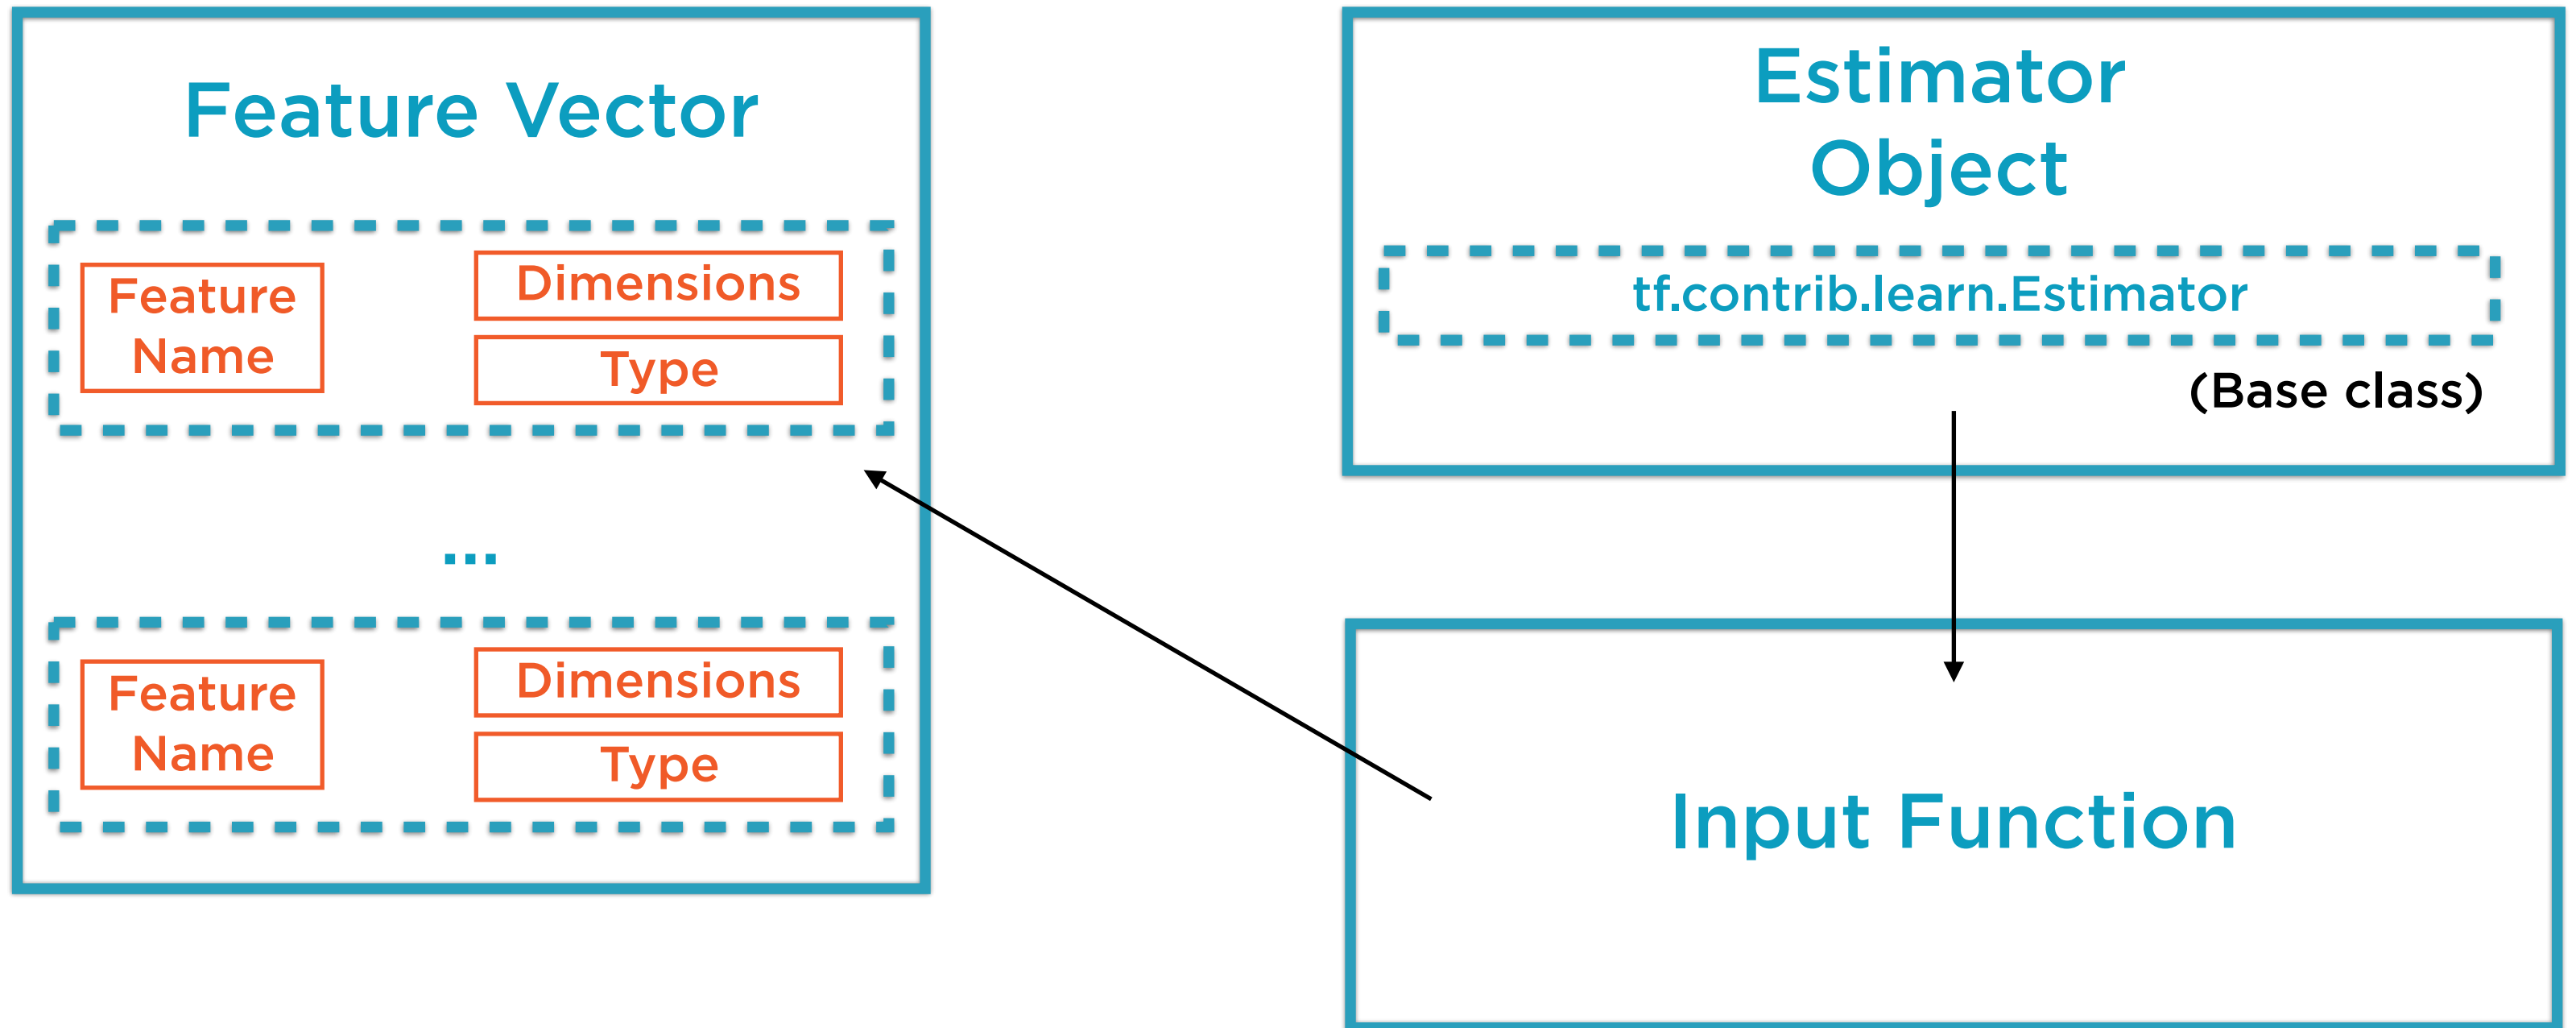 Feature Vector
Feature
Name
Dimensions
Type
...
Feature
Name
Dimensions
Type
Estimator
Object
tf.contrib.learn.Estimator
(Base class)
Input Function